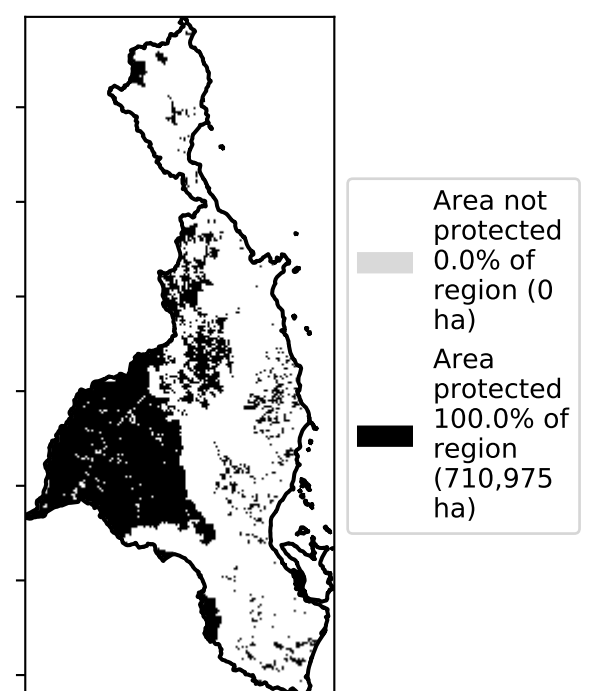 Area not
protected
0.0% of
region (0
ha)
Area
protected
100.0% of
region
(710,975
ha)